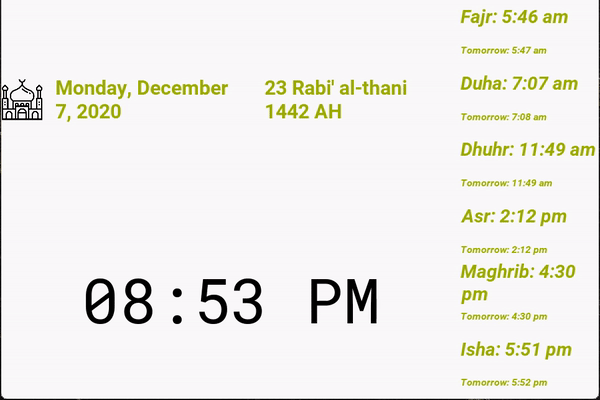 Monday, December
7, 2020
23 Rabi' al-thani
1442 AH
08:53 PM
Fajr: 5:46 am
Tomorrow: 5:47 am
Duha: 7:07 am
Tomorrow: 7:08 am
Dhuhr: 11:49 am
Tomorrow: 11:49 am
Asr: 2:12 pm
Tomorrow: 2:12 pm
Maghrib: 4:30
pm
Tomorrow: 4:30 pm
Isha: 5:51 pm
Tomorrow: 5:52 pm